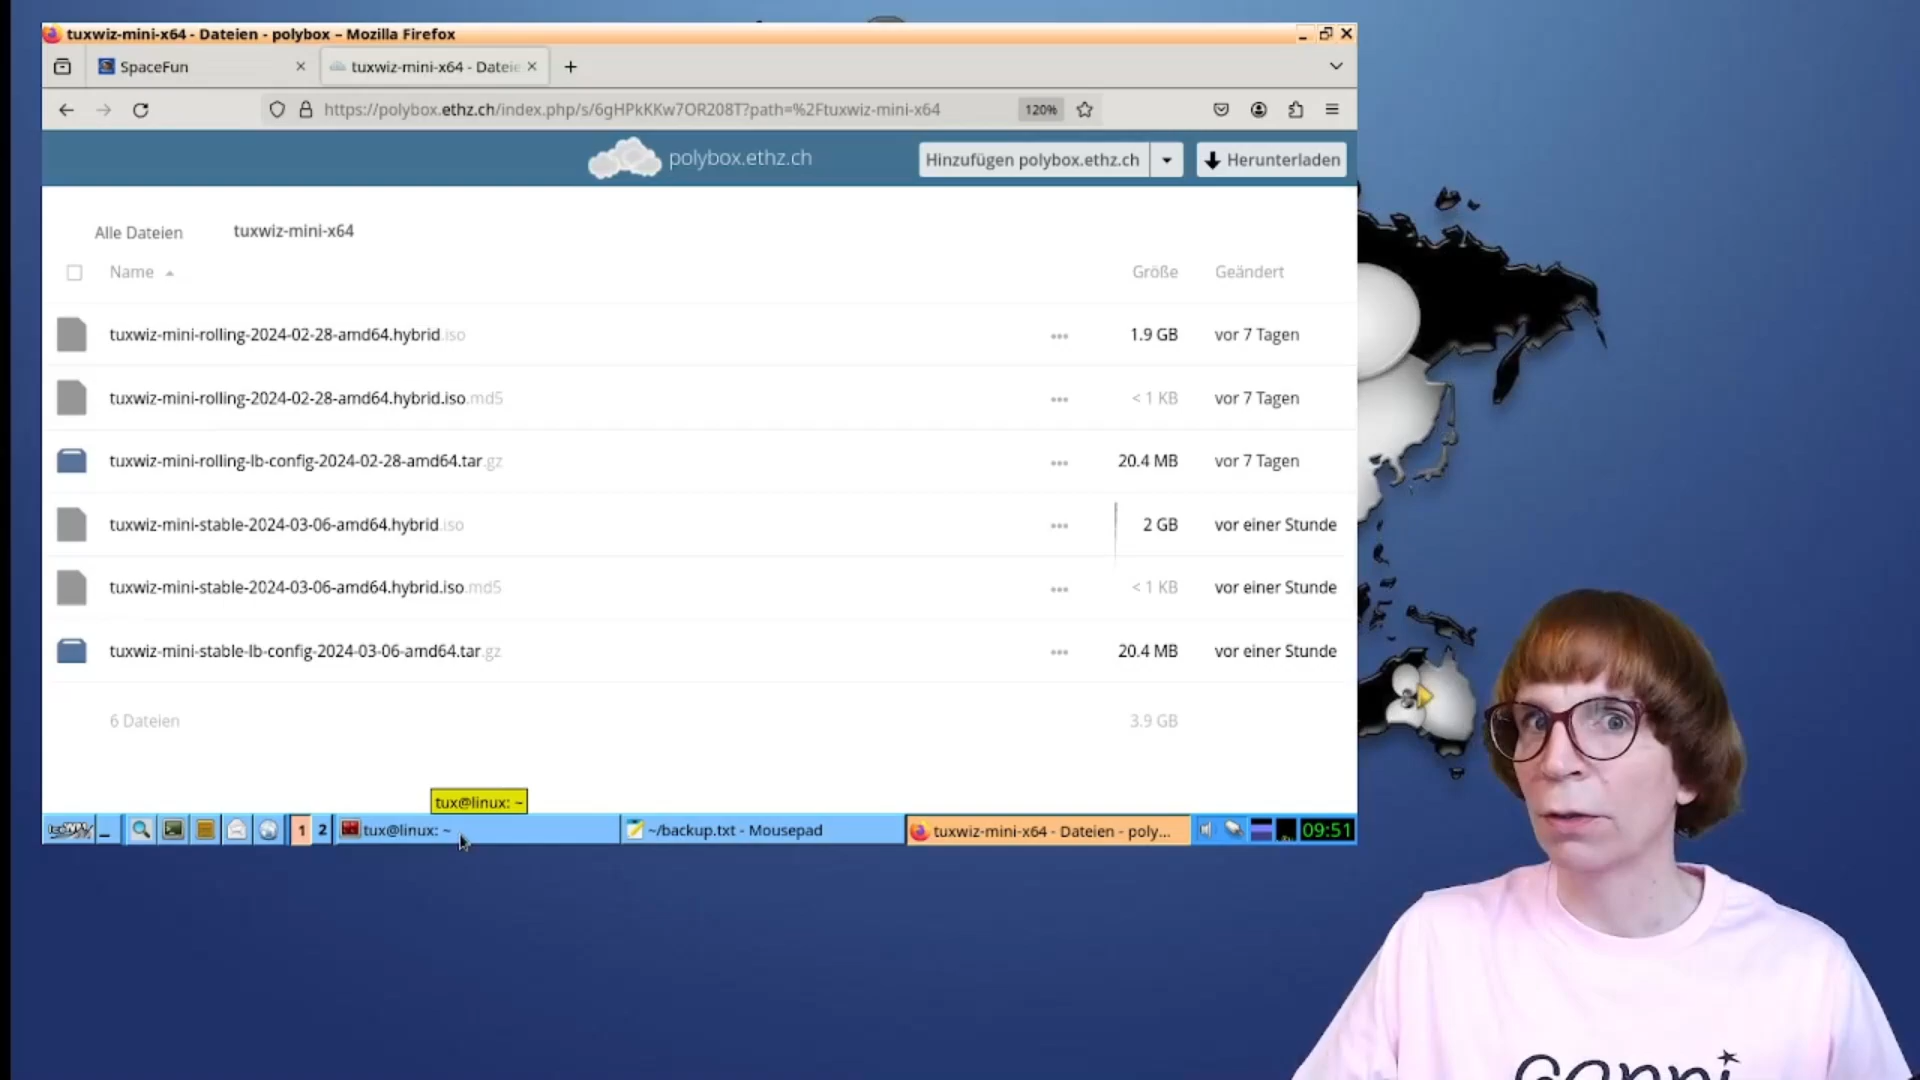 tuxwiz-mini-x64 - Dateien - polybox – Mozilla Firefox
SpaceFun
tuxwiz-mini-x64 - Dateie
https://polybox.ethz.ch/index.php/s/6gHPkKKw7OR208T?path=%2Ftuxwiz-mini-x64
120%
polybox.ethz.ch
Hinzufügen polybox.ethz.ch
Herunterladen
Alle Dateien
tuxwiz-mini-x64
Name
Größe
Geändert
tuxwiz-mini-rolling-2024-02-28-amd64.hybrid.iso
1.9 GB
vor 7 Tagen
tuxwiz-mini-rolling-2024-02-28-amd64.hybrid.iso.md5
< 1 KB
vor 7 Tagen
tuxwiz-mini-rolling-lb-config-2024-02-28-amd64.tar.gz
20.4 MB
vor 7 Tagen
tuxwiz-mini-stable-2024-03-06-amd64.hybrid.iso
2 GB
vor einer Stunde
tuxwiz-mini-stable-2024-03-06-amd64.hybrid.iso.md5
< 1 KB
vor einer Stunde
tuxwiz-mini-stable-lb-config-2024-03-06-amd64.tar.gz
20.4 MB
vor einer Stunde
6 Dateien
3.9 GB
tux@linux: ~
1
2
tux@linux: ~
~/backup.txt - Mousepad
tuxwiz-mini-x64 - Dateien - poly...
09:51